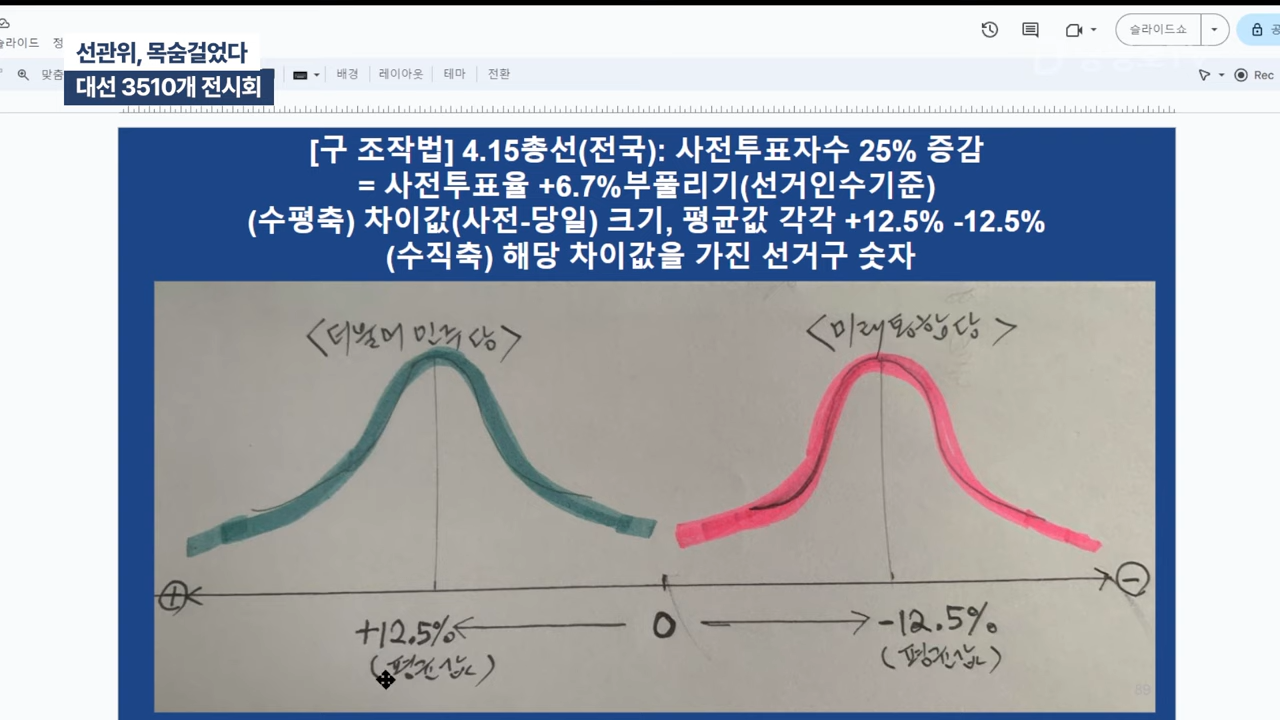 슬라이드쇼
선관위, 목숨걸었다
대선 3510개 전시회
배경 레이아웃 테마 전환
Rec
[구 조작법] 4.15총선(전국): 사전투표자수 25% 증감
= 사전투표율 +6.7%부풀리기(선거인수기준)
(수평축) 차이값(사전-당일) 크기, 평균값 각각 +12.5% -12.5%
(수직축) 해당 차이값을 가진 선거구 숫자
<더불어 민주당> <미래통합당>
+ −
+12.5% 0 -12.5%
(평균값) (평균값)
89